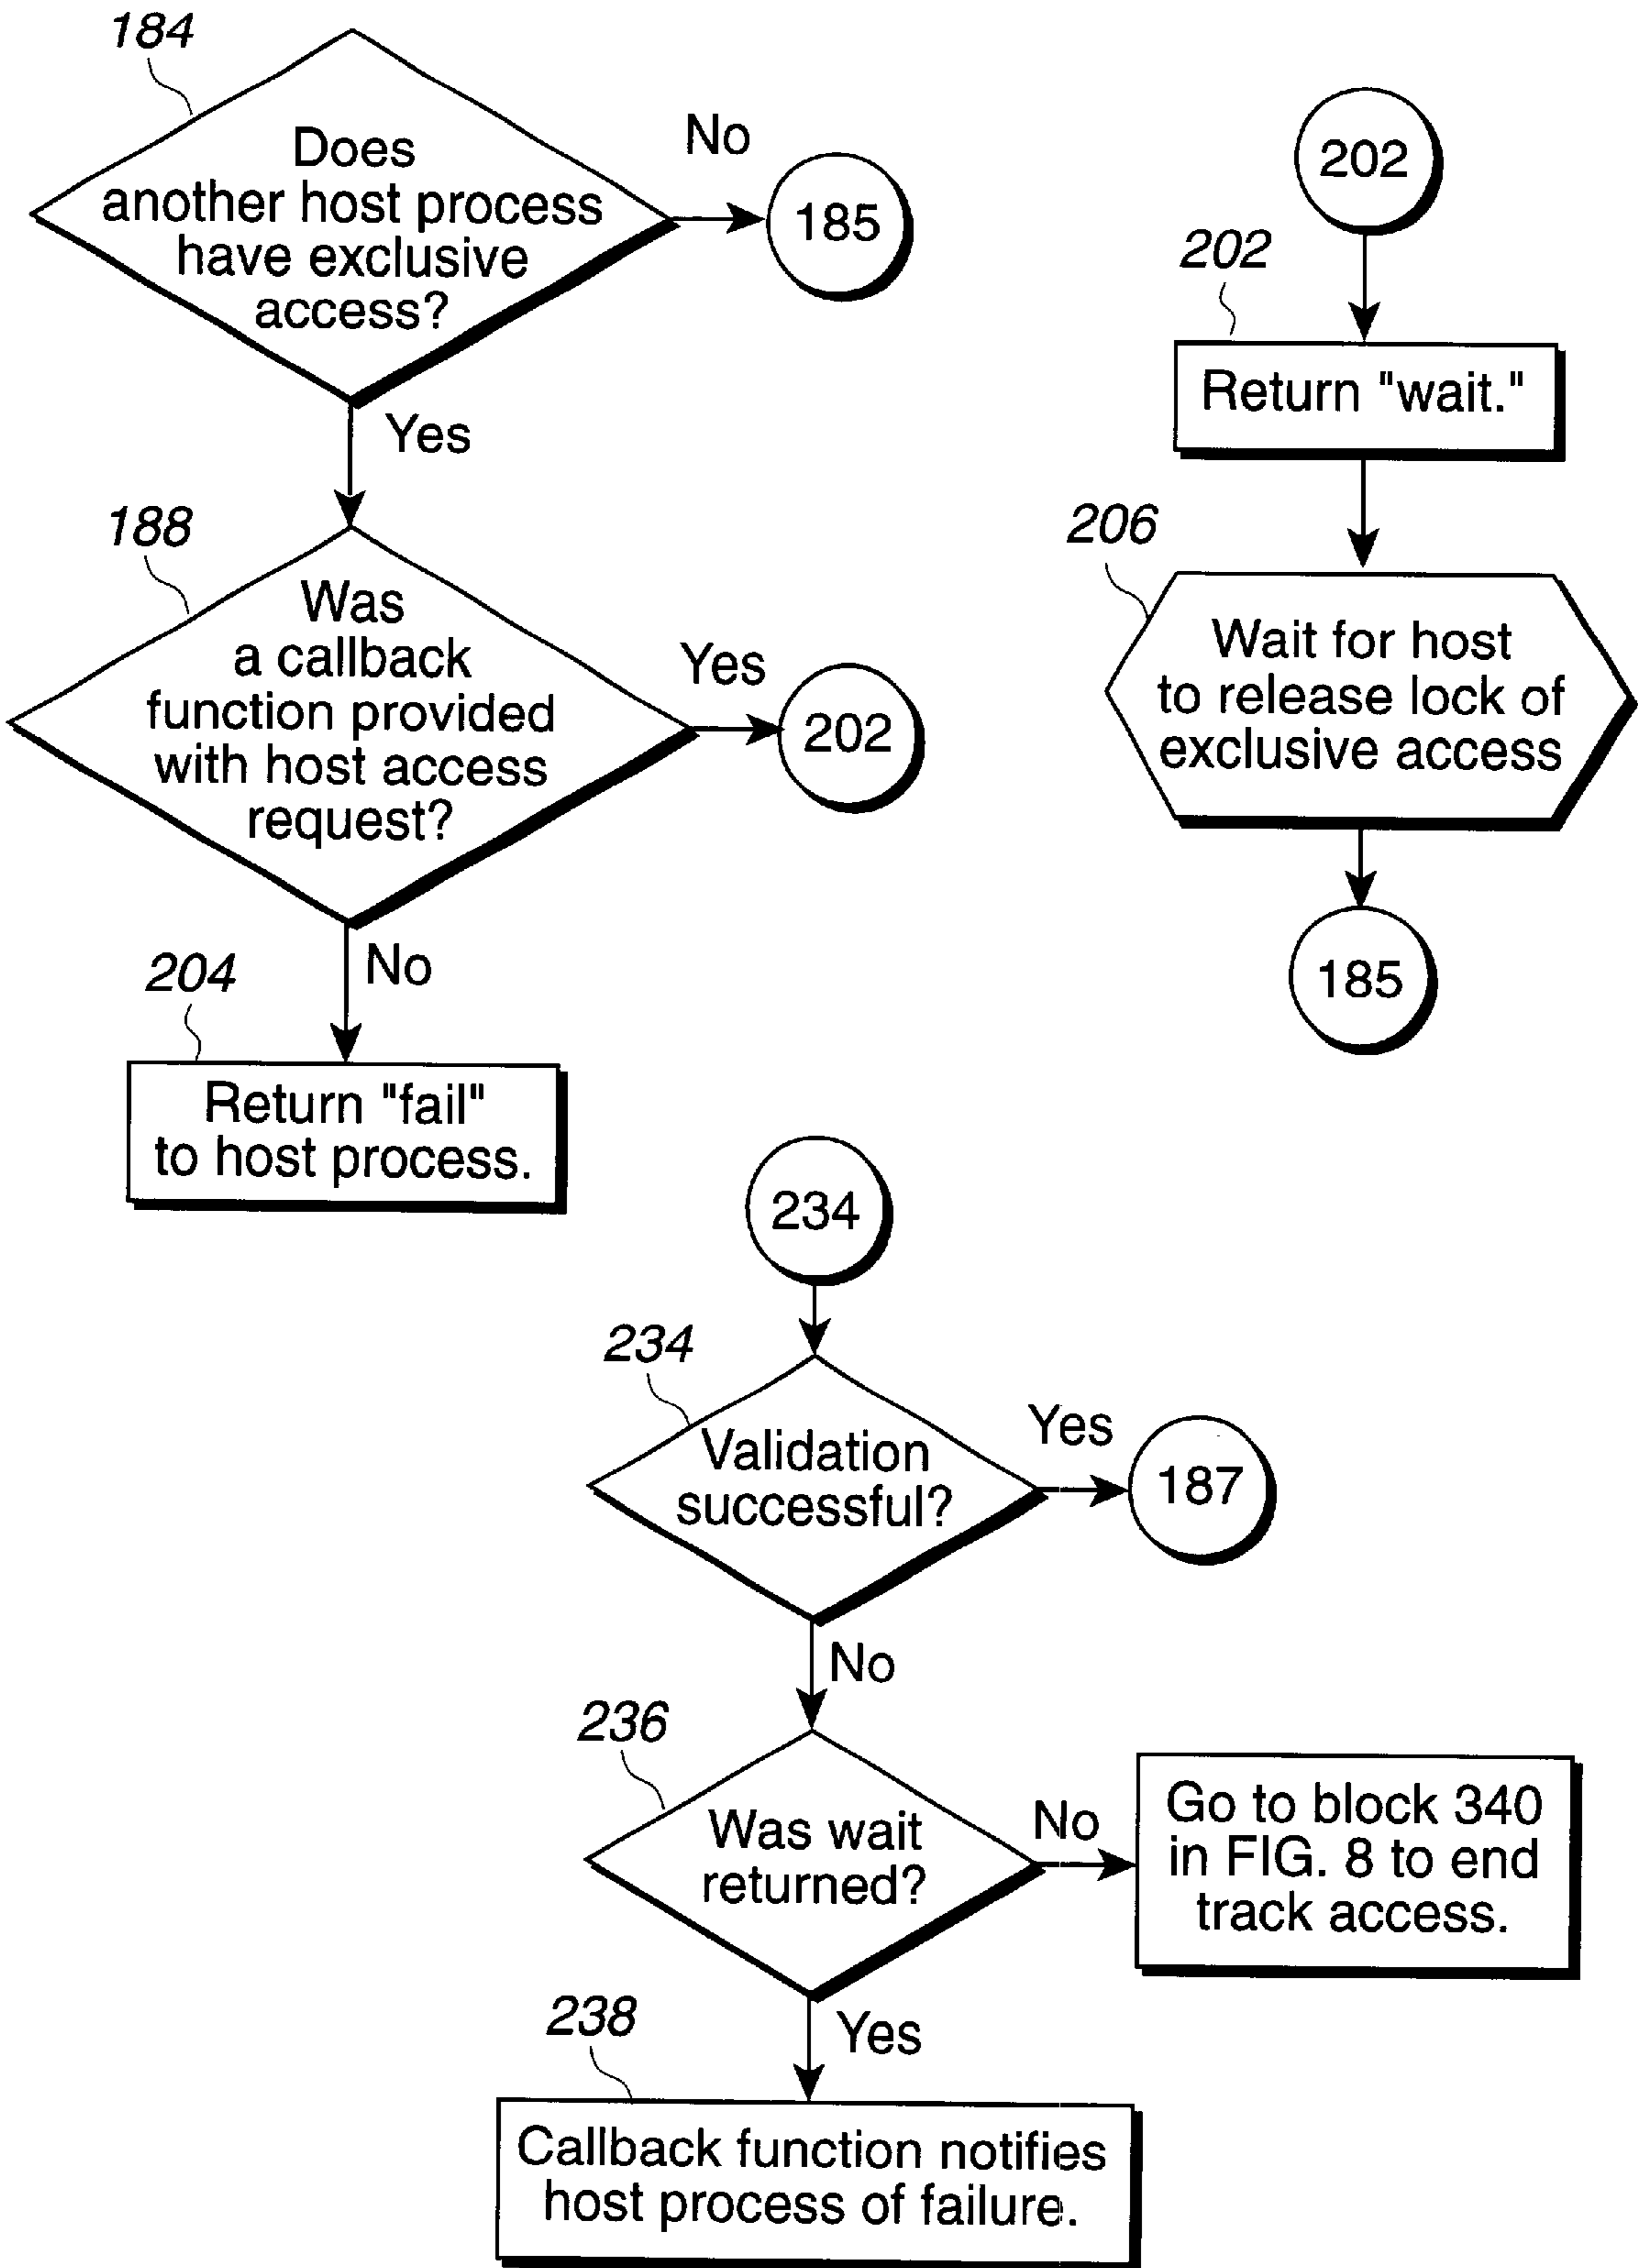 184
Does
another host process
have exclusive
access?
No
185
Yes
188
Was
a callback
function provided
with host access
request?
Yes
202
No
204
Return "fail"
to host process.
202
202
Return "wait."
206
Wait for host
to release lock of
exclusive access
185
234
234
Validation
successful?
Yes
187
No
236
Was wait
returned?
No
Go to block 340
in FIG. 8 to end
track access.
Yes
238
Callback function notifies
host process of failure.